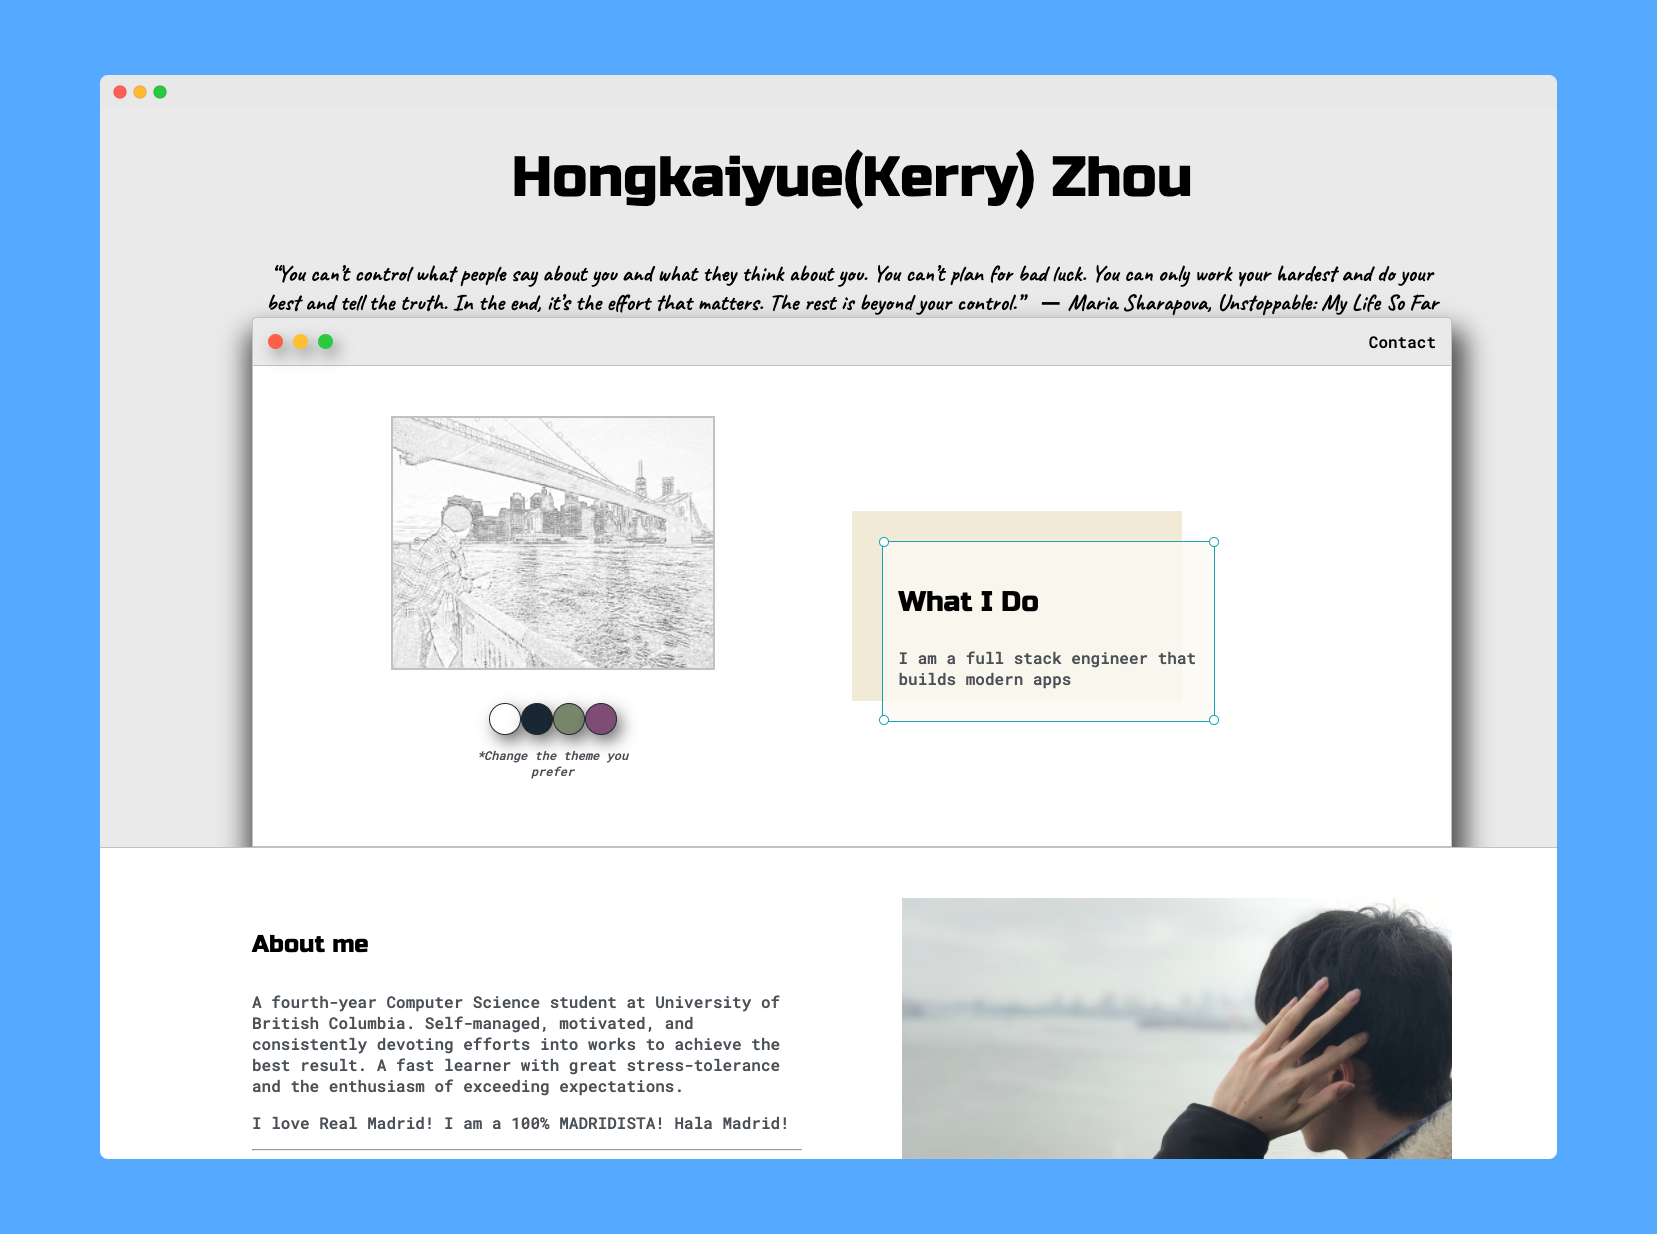 Hongkaiyue(Kerry) Zhou
“You can’t control what people say about you and what they think about you. You can’t plan for bad luck. You can only work your hardest and do your
best and tell the truth. In the end, it’s the effort that matters. The rest is beyond your control.” — Maria Sharapova, Unstoppable: My Life So Far
Contact
What I Do
I am a full stack engineer that
builds modern apps
*Change the theme you
prefer
About me
A fourth-year Computer Science student at University of
British Columbia. Self-managed, motivated, and
consistently devoting efforts into works to achieve the
best result. A fast learner with great stress-tolerance
and the enthusiasm of exceeding expectations.
I love Real Madrid! I am a 100% MADRIDISTA! Hala Madrid!